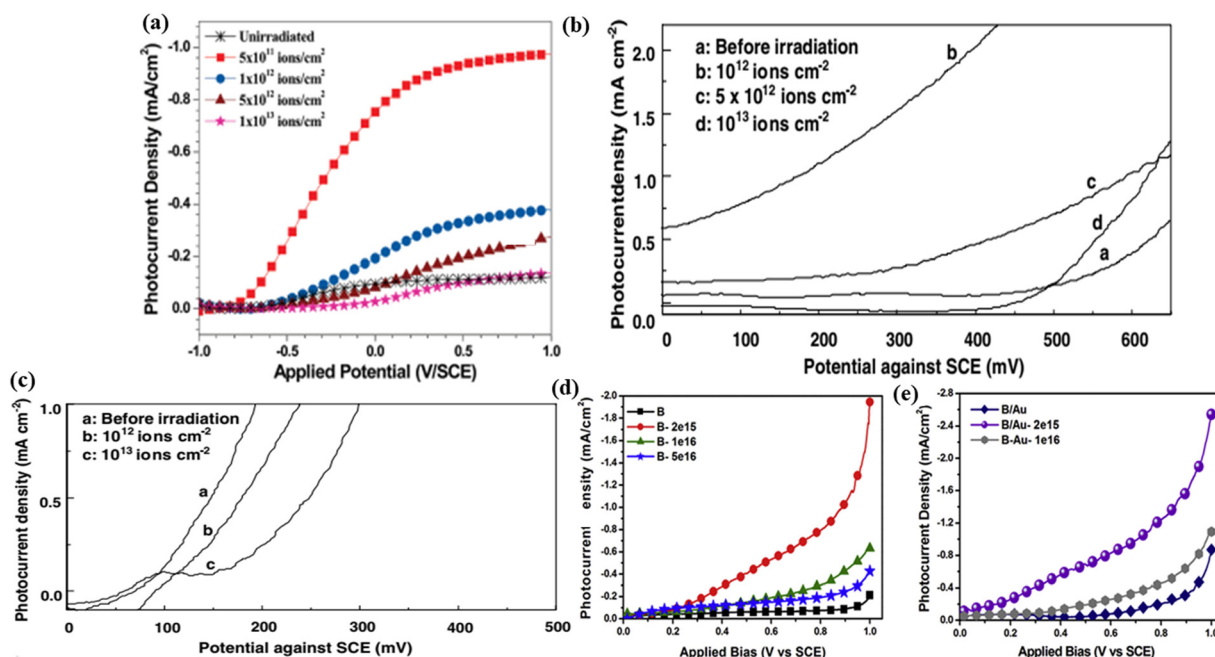 (a)
Unirradiated
5x10¹¹ ions/cm²
1x10¹² ions/cm²
5x10¹² ions/cm²
1x10¹³ ions/cm²
Photocurrent Density (mA/cm²)
-1.0
-0.8
-0.6
-0.4
-0.2
0.0
-1.0 -0.5 0.0 0.5 1.0
Applied Potential (V/SCE)
(b)
a: Before irradiation
b: 10¹² ions cm⁻²
c: 5 x 10¹² ions cm⁻²
d: 10¹³ ions cm⁻²
b
c
d
a
Photocurrentdensity (mA cm⁻²)
2.0
1.5
1.0
0.5
0.0
0 100 200 300 400 500 600
Potential against SCE (mV)
(c)
a: Before irradiation
b: 10¹² ions cm⁻²
c: 10¹³ ions cm⁻²
a
b
c
Photocurrent density (mA cm⁻²)
1.0
0.5
0.0
0 100 200 300 400 500
Potential against SCE (mV)
(d)
B
B- 2e15
B- 1e16
B- 5e16
Photocurrent ensity (mA/cm²)
-2.0
-1.8
-1.6
-1.4
-1.2
-1.0
-0.8
-0.6
-0.4
-0.2
0.0
0.0 0.2 0.4 0.6 0.8 1.0
Applied Bias (V vs SCE)
(e)
B/Au
B/Au- 2e15
B-Au- 1e16
Photocurrent Density (mA/cm²)
-2.8
-2.4
-2.0
-1.6
-1.2
-0.8
-0.4
0.0
0.0 0.2 0.4 0.6 0.8 1.0
Applied Bias (V vs SCE)